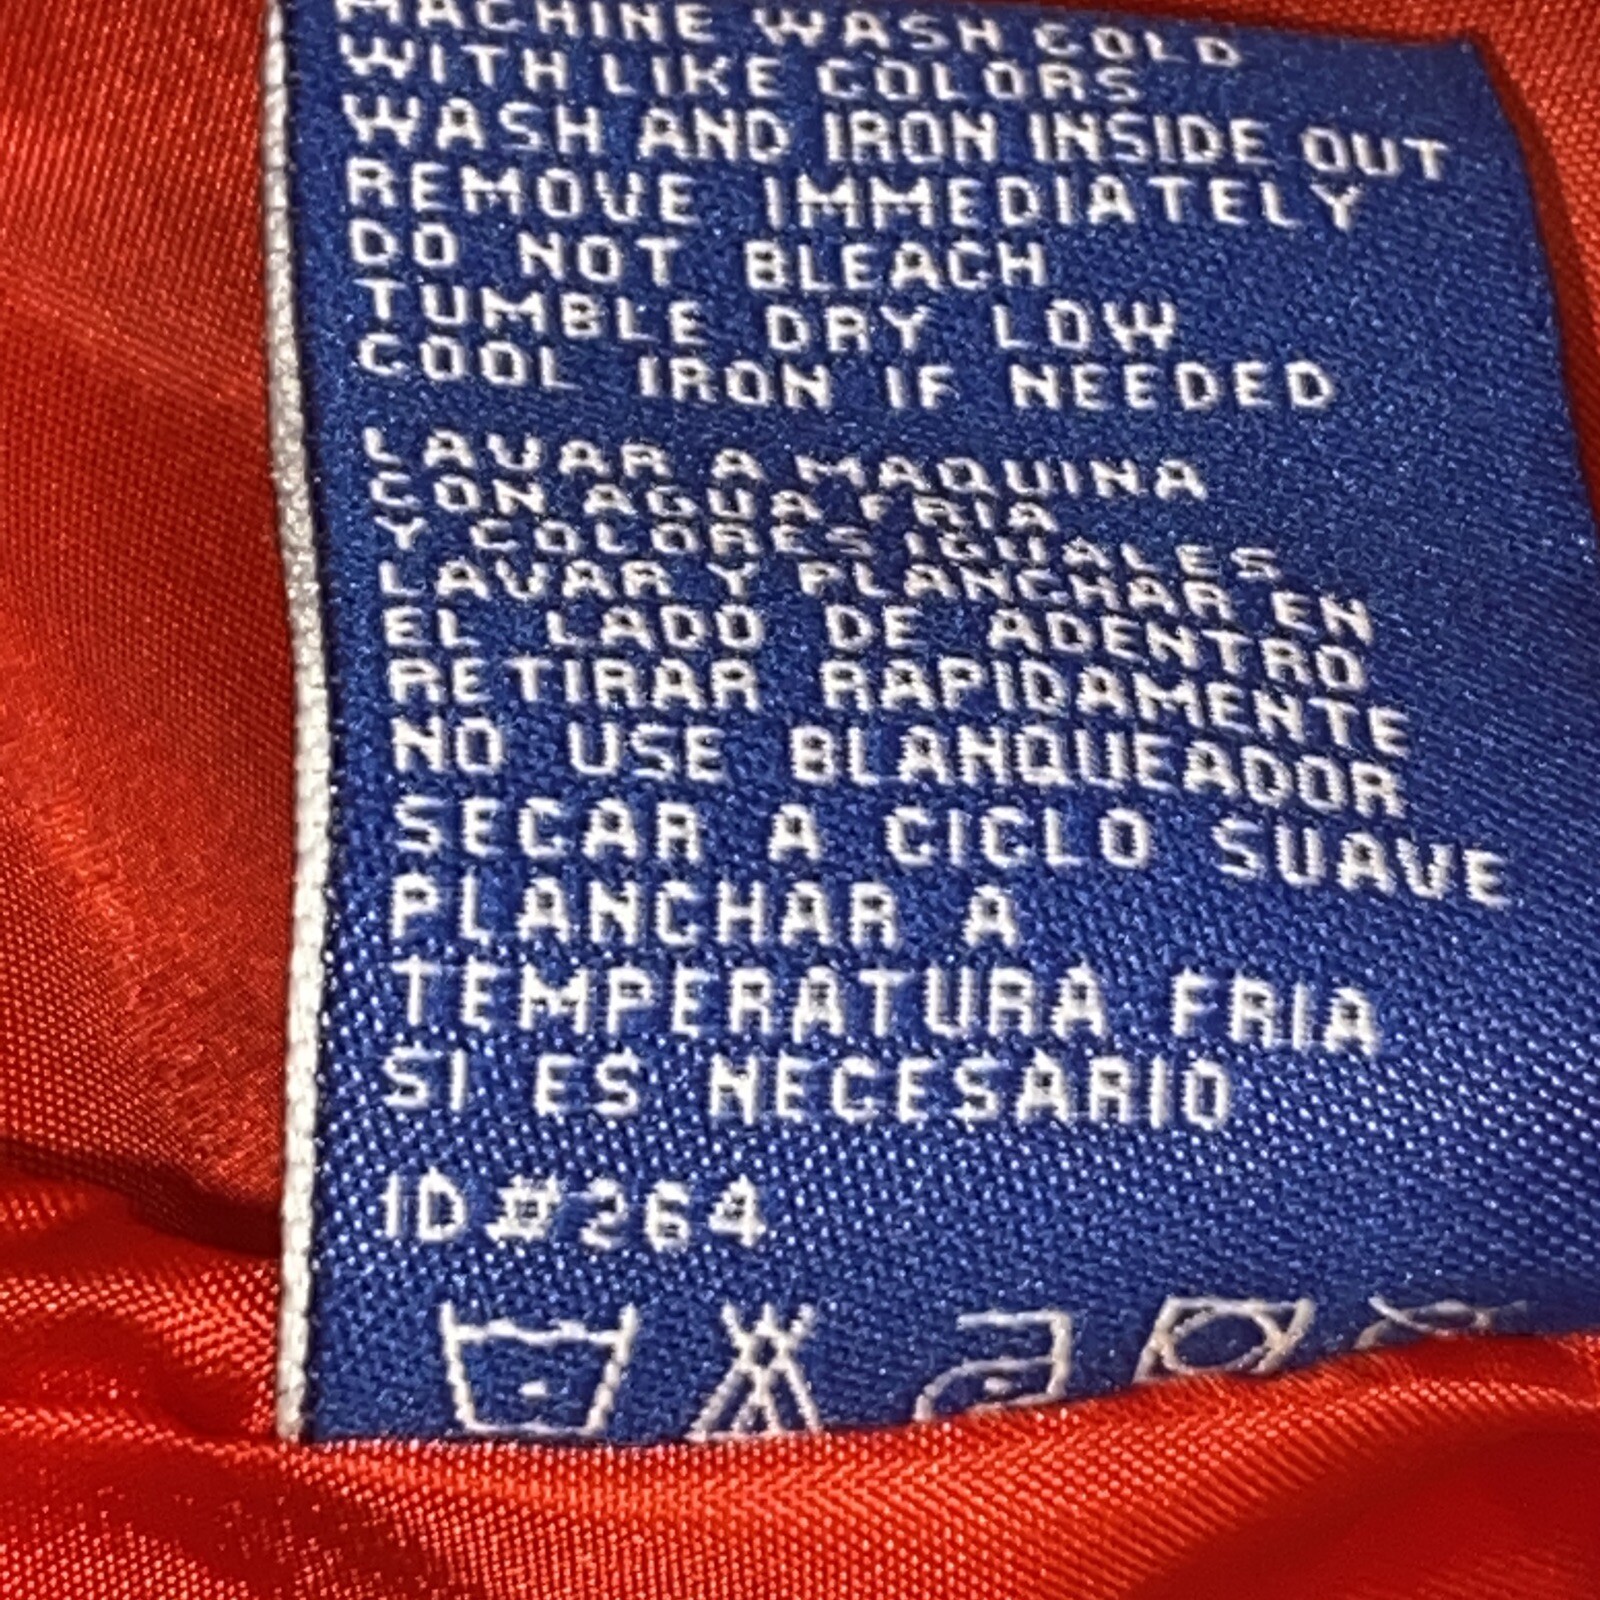 MACHINE WASH COLD
WITH LIKE COLORS
WASH AND IRON INSIDE OUT
REMOVE IMMEDIATELY
DO NOT BLEACH
TUMBLE DRY LOW
COOL IRON IF NEEDED
LAVAR A MAQUINA
CON AGUA FRIA
Y COLORES IGUALES
LAVAR Y PLANCHAR EN
EL LADO DE ADENTRO
RETIRAR RAPIDAMENTE
NO USE BLANQUEADOR
SECAR A CICLO SUAVE
PLANCHAR A
TEMPERATURA FRIA
SI ES NECESARIO
ID#264